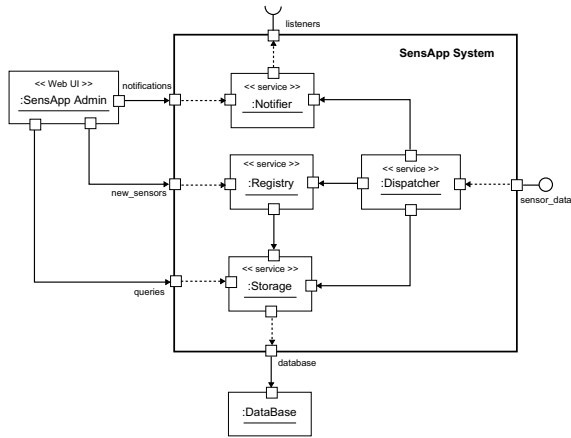 listeners
SensApp System
<< Web UI >>
:SensApp Admin
notifications
<< service >>
:Notifier
<< service >>
:Registry
<< service >>
:Dispatcher
new_sensors
sensor_data
<< service >>
:Storage
queries
database
:DataBase